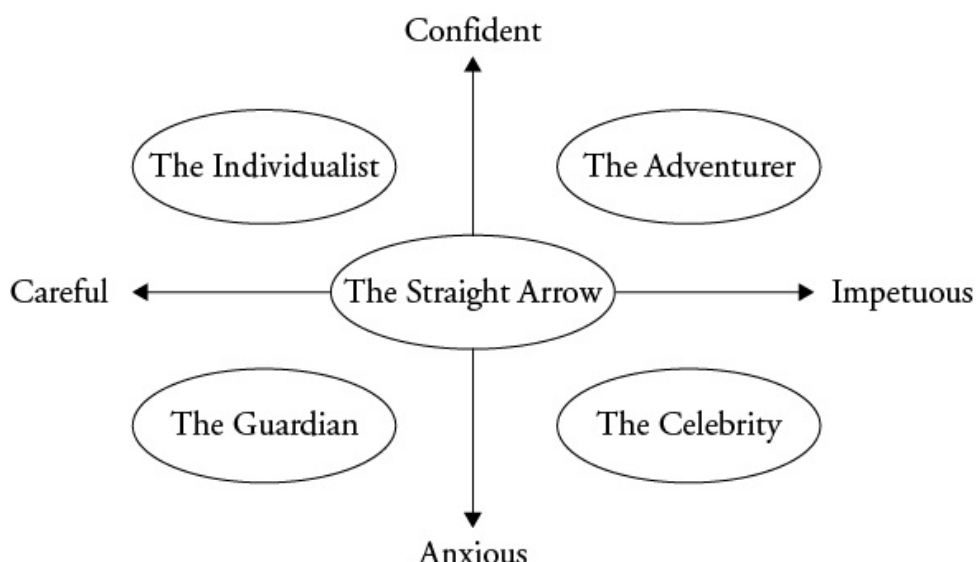 Confident
The Individualist
The Adventurer
Careful
The Straight Arrow
Impetuous
The Guardian
The Celebrity
Anxious